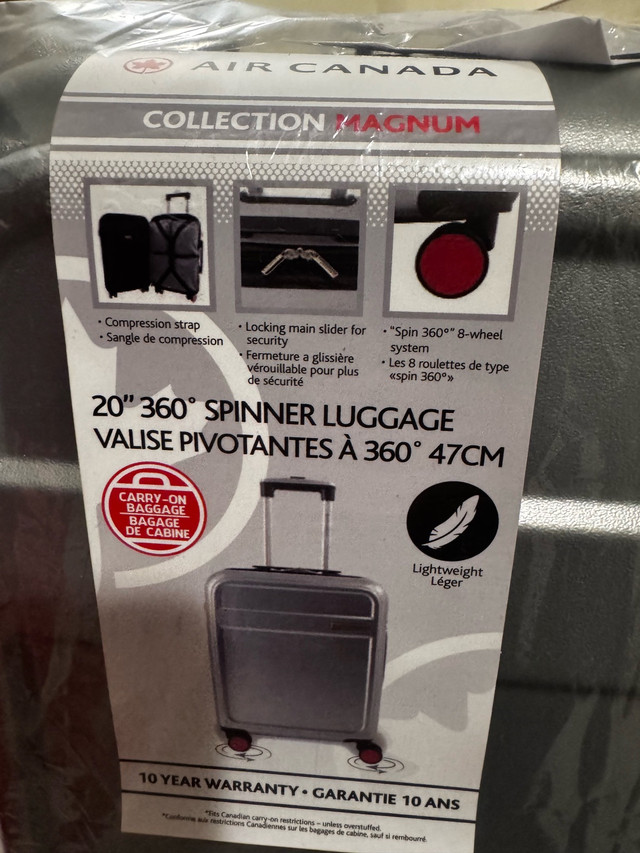 AIR CANADA
COLLECTION MAGNUM
• Compression strap
• Sangle de compression
• Locking main slider for
security
• Fermeture a glissière
vérouillable pour plus
de sécurité
• "Spin 360°" 8-wheel
system
• Les 8 roulettes de type
«spin 360°»
20” 360° SPINNER LUGGAGE
VALISE PIVOTANTES À 360° 47CM
CARRY-ON
BAGGAGE
BAGAGE
DE CABINE
Lightweight
Léger
10 YEAR WARRANTY • GARANTIE 10 ANS
*Fits Canadian carry-on restrictions – unless overstuffed.
*Conforme aux restrictions Canadiennes sur les bagages de cabine, sauf si rembourré.